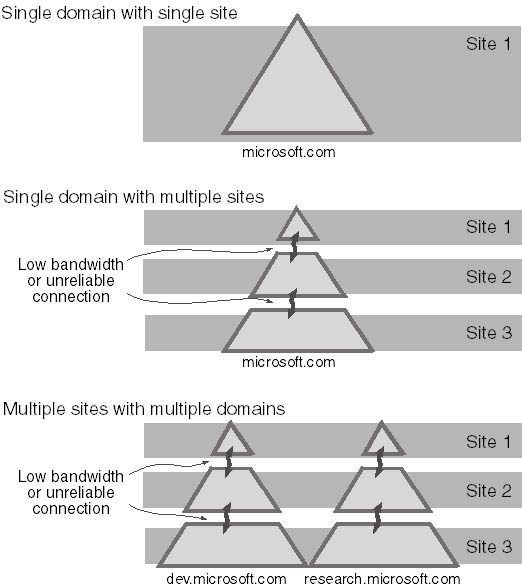 Single domain with single site
Site 1
microsoft.com
Single domain with multiple sites
Site 1
Low bandwidth
or unreliable
connection
Site 2
Site 3
microsoft.com
Multiple sites with multiple domains
Site 1
Low bandwidth
or unreliable
connection
Site 2
Site 3
dev.microsoft.com
research.microsoft.com